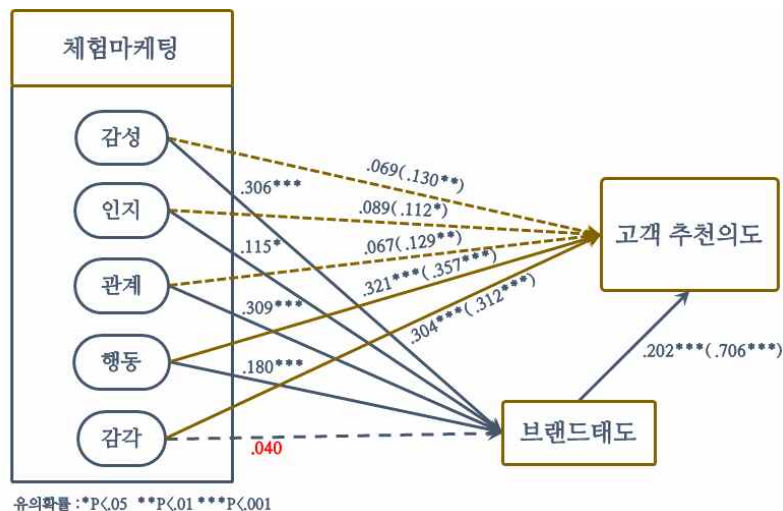 체험마케팅
감성
인지
관계
행동
감각
.069(.130**)
.306***
.089(.112*)
.115*
.067(.129**)
.321***(.357***)
.309***
.304***(.312***)
.180***
.040
고객 추천의도
.202***(.706***)
브랜드태도
유의확률 :*P<.05 **P<.01 ***P<.001